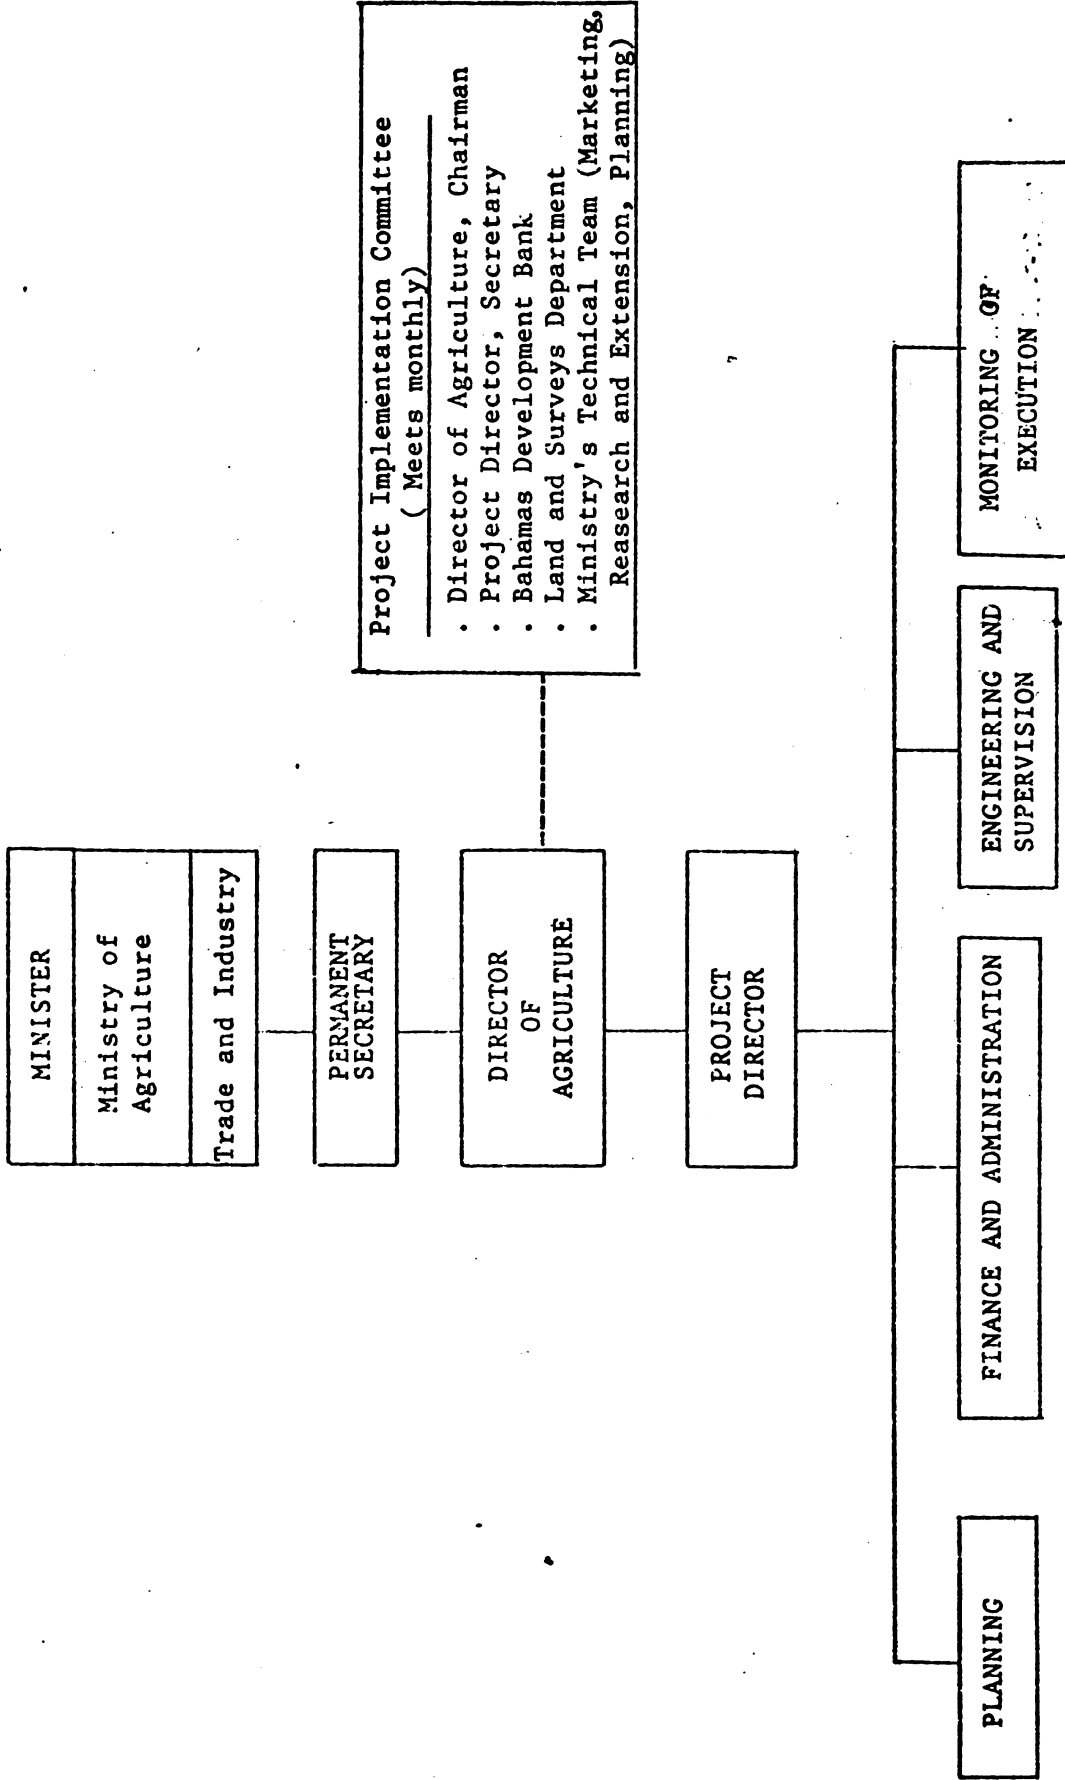 MINISTER
Ministry of
Agriculture
Trade and Industry
PERMANENT
SECRETARY
DIRECTOR
OF
AGRICULTURE
Project Implementation Committee
( Meets monthly)
. Director of Agriculture, Chairman
. Project Director, Secretary
. Bahamas Development Bank
. Land and Surveys Department
. Ministry's Technical Team (Marketing,
Reasearch and Extension, Planning)
PROJECT
DIRECTOR
PLANNING
FINANCE AND ADMINISTRATION
ENGINEERING AND
SUPERVISION
MONITORING OF
EXECUTION